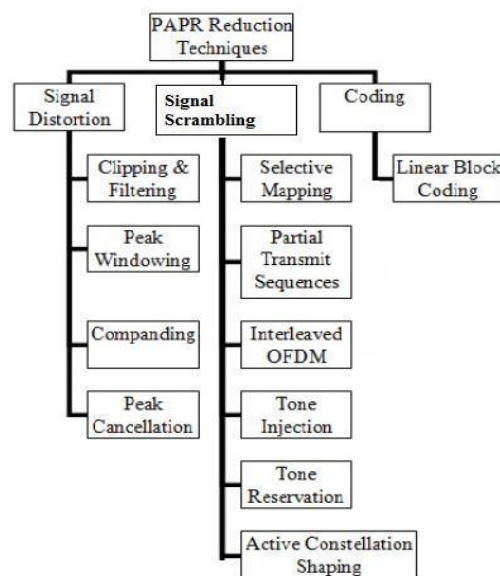 PAPR Reduction
Techniques
Signal
Distortion
Signal
Scrambling
Coding
Clipping &
Filtering
Peak
Windowing
Companding
Peak
Cancellation
Selective
Mapping
Partial
Transmit
Sequences
Interleaved
OFDM
Tone
Injection
Tone
Reservation
Active Constellation
Shaping
Linear Block
Coding